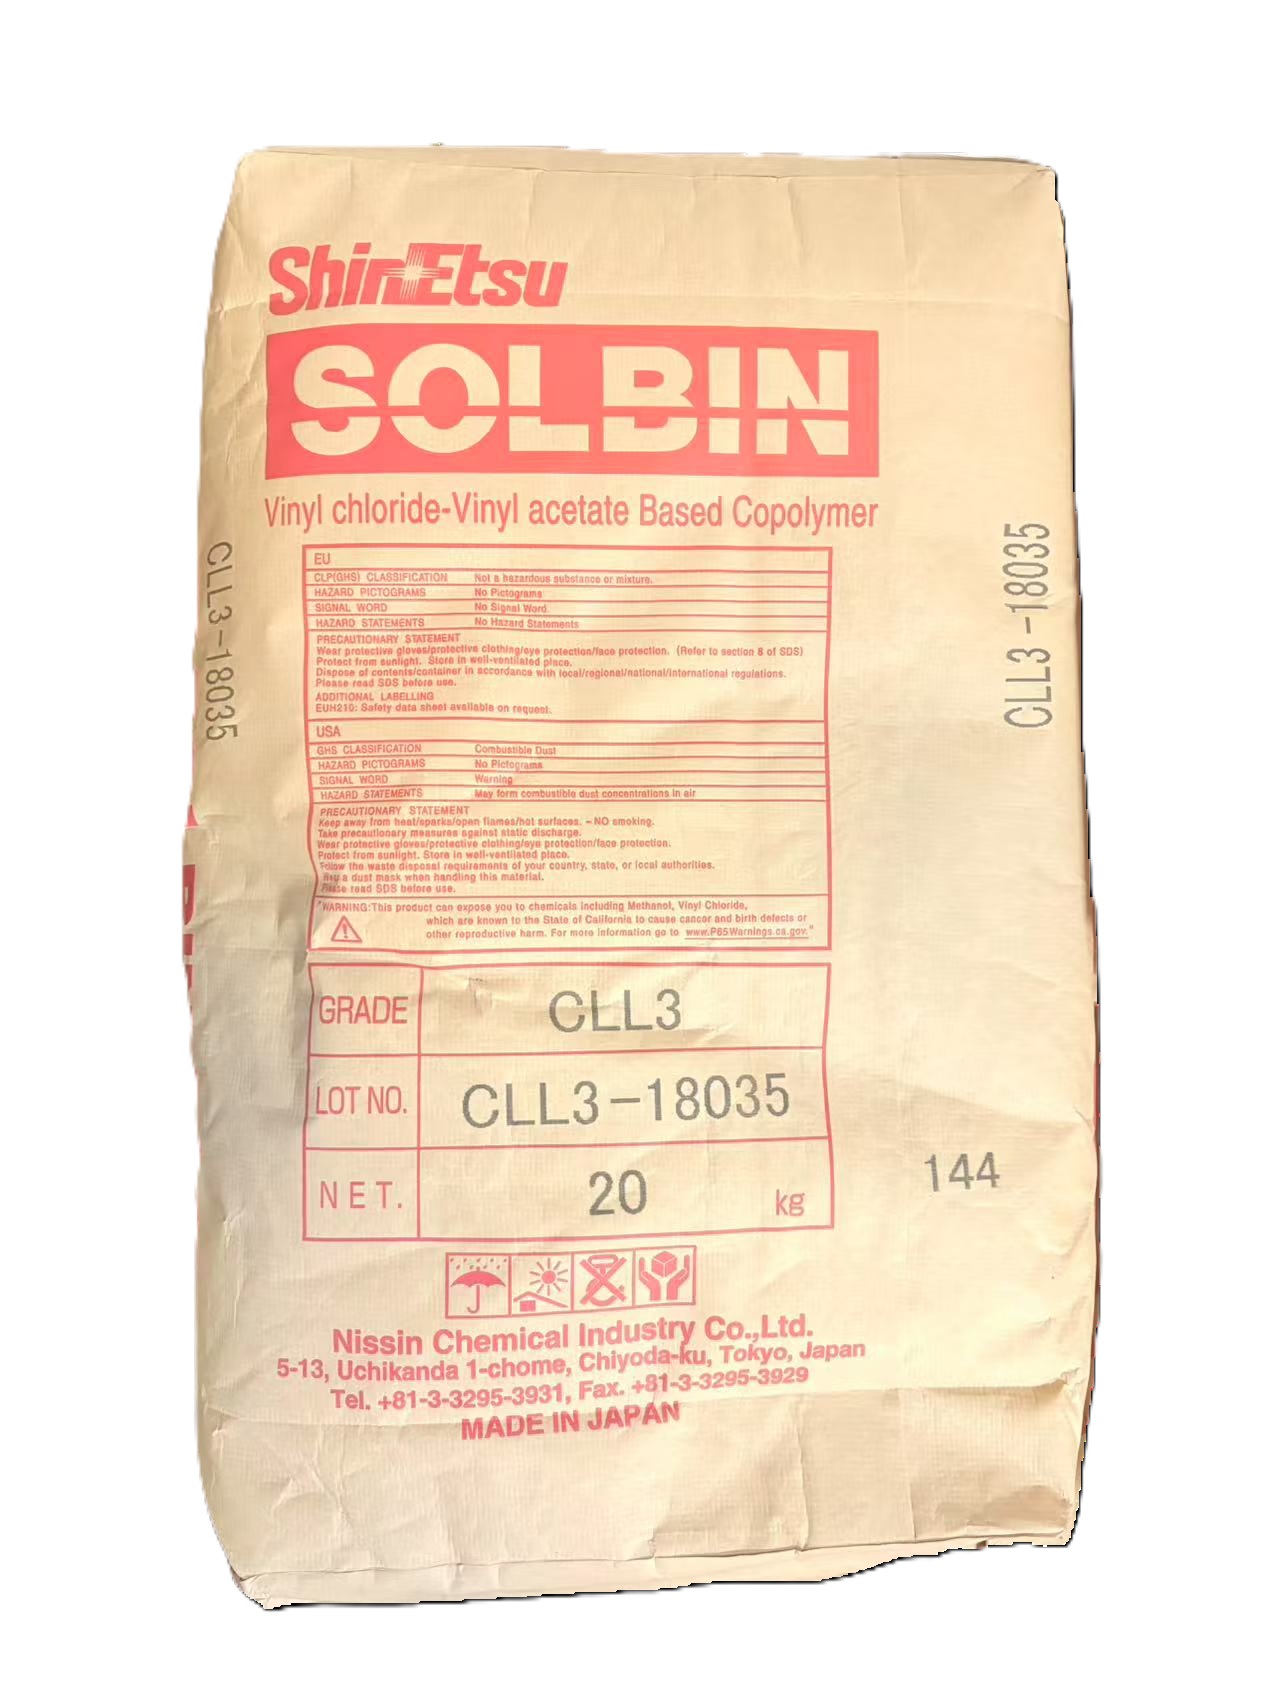 ShinEtsu
SOLBIN
Vinyl chloride-Vinyl acetate Based Copolymer
EU
CLP(GHS) CLASSIFICATION Not a hazardous substance or mixture.
HAZARD PICTOGRAMS No Pictograms
SIGNAL WORD No Signal Word
HAZARD STATEMENTS No Hazard Statements
PRECAUTIONARY STATEMENT
Wear protective gloves/protective clothing/eye protection/face protection. (Refer to section 8 of SDS)
Protect from sunlight. Store in well-ventilated place.
Dispose of contents/container in accordance with local/regional/national/international regulations.
Please read SDS before use.
ADDITIONAL LABELLING
EUH210: Safety data sheet available on request.
USA
GHS CLASSIFICATION Combustible Dust
HAZARD PICTOGRAMS No Pictograms
SIGNAL WORD Warning
HAZARD STATEMENTS May form combustible dust concentrations in air
PRECAUTIONARY STATEMENT
Keep away from heat/sparks/open flames/hot surfaces. - NO smoking.
Take precautionary measures against static discharge.
Wear protective gloves/protective clothing/eye protection/face protection.
Protect from sunlight. Store in well-ventilated place.
Follow the waste disposal requirements of your country, state, or local authorities.
a dust mask when handling this material.
Please read SDS before use.
"WARNING:This product can expose you to chemicals including Methanol, Vinyl Chloride,
which are known to the State of California to cause cancer and birth defects or
other reproductive harm. For more information go to www.P65Warnings.ca.gov."
GRADE CLL3
LOT NO. CLL3-18035
NET. 20 kg
144
CLL3-18035
CLL3-18035
Nissin Chemical Industry Co.,Ltd.
5-13, Uchikanda 1-chome, Chiyoda-ku, Tokyo, Japan
Tel. +81-3-3295-3931, Fax. +81-3-3295-3929
MADE IN JAPAN